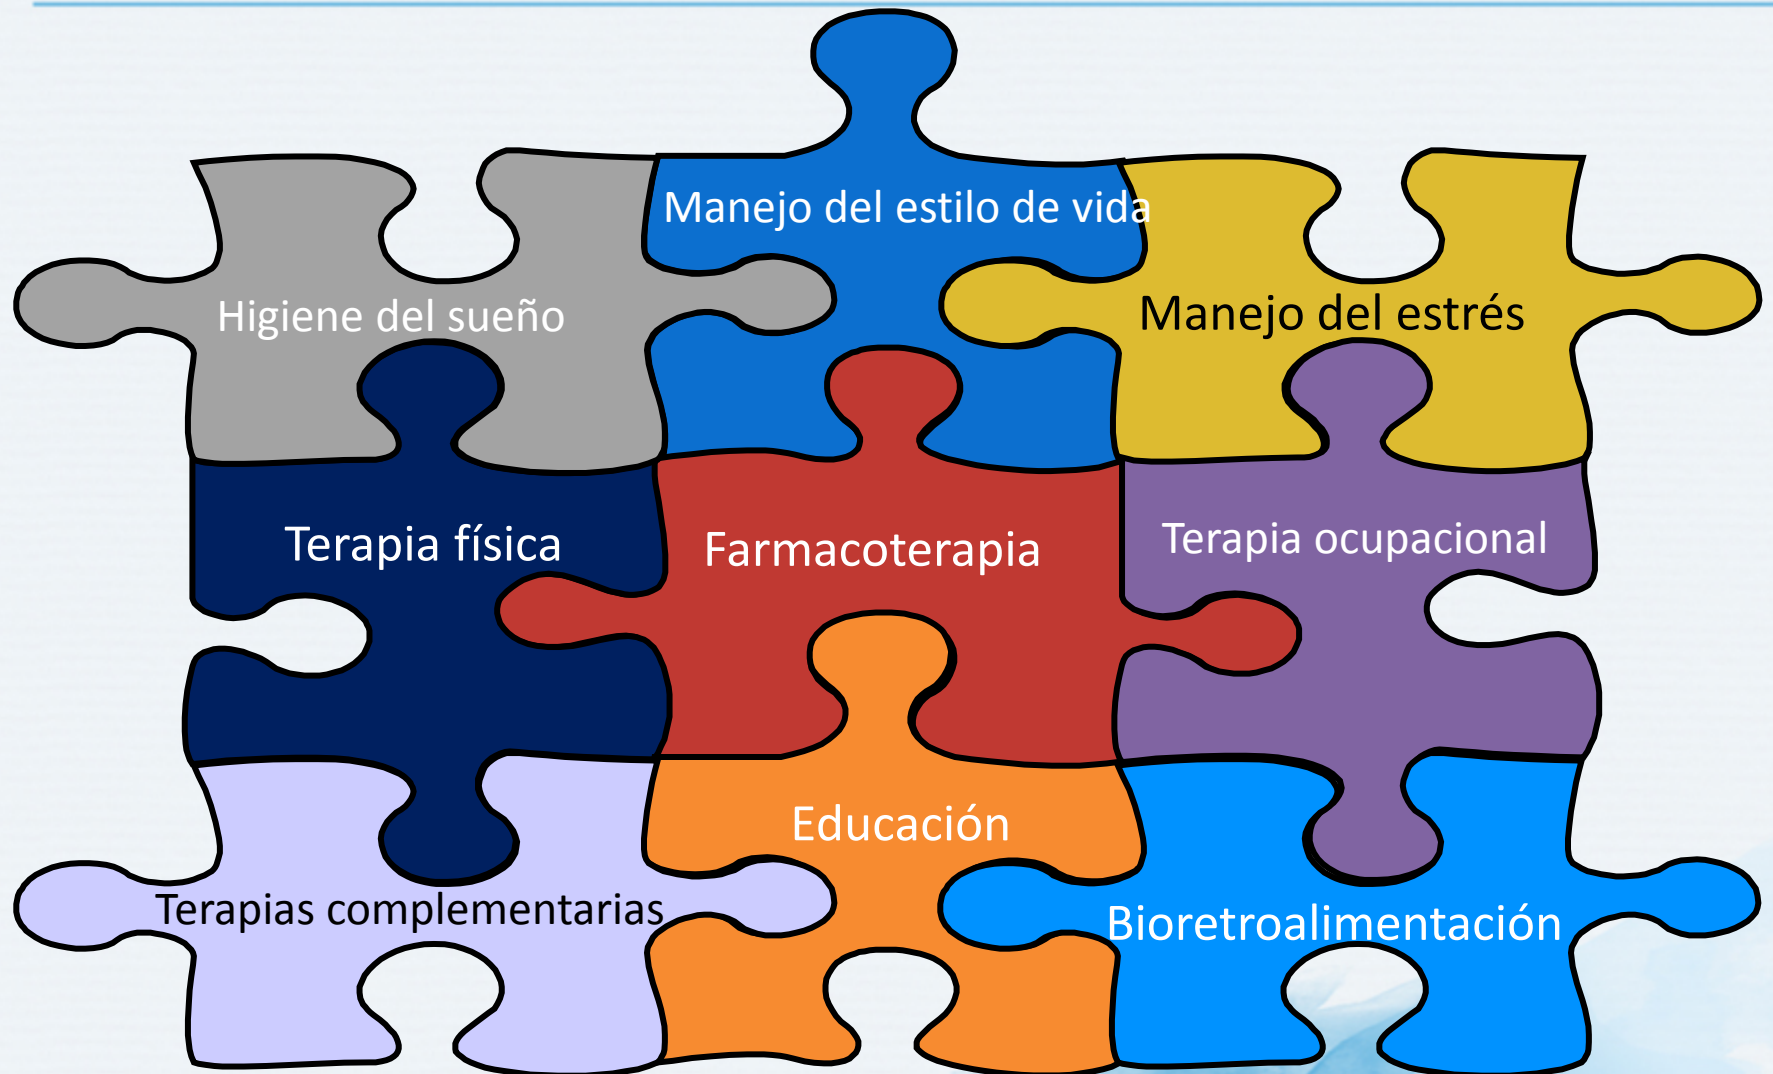 Manejo del estilo de vida
Higiene del sueño
Manejo del estrés
Terapia física
Farmacoterapia
Terapia ocupacional
Educación
Terapias complementarias
Bioretroalimentación